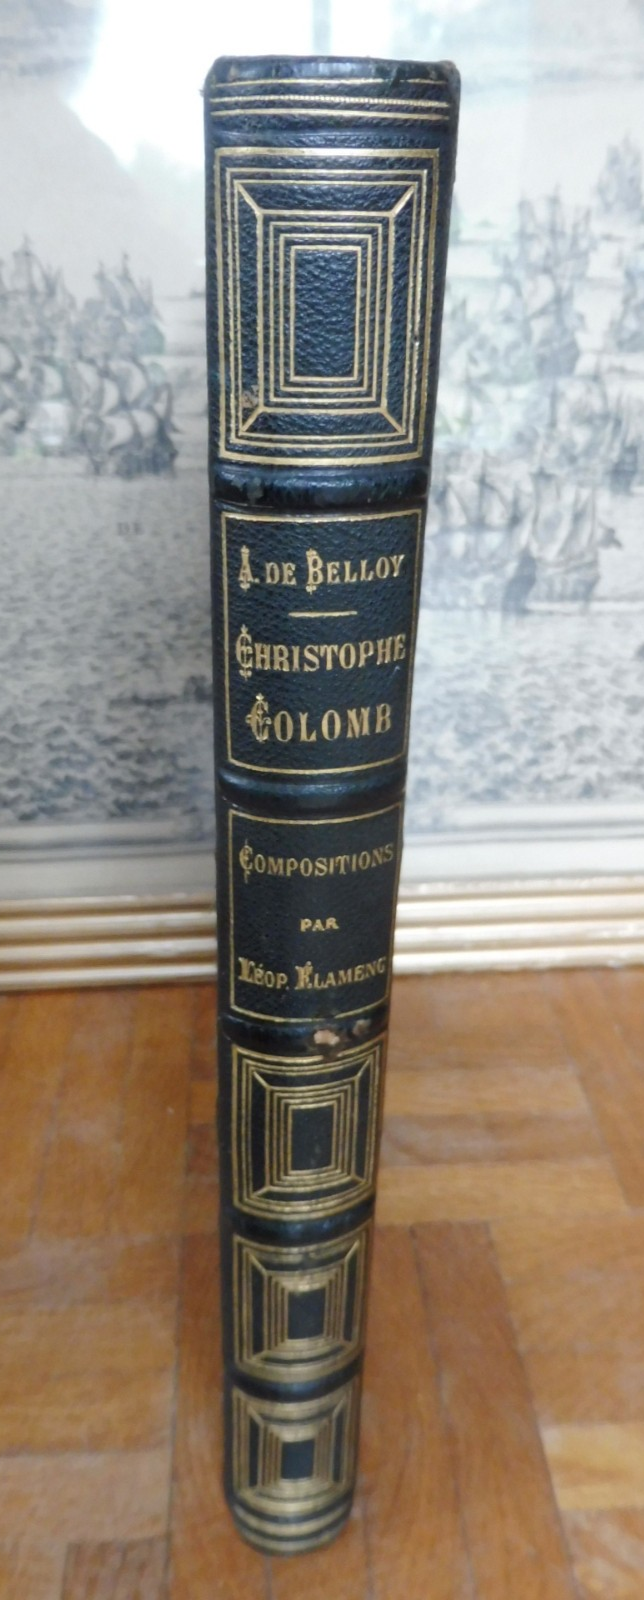 A. DE BELLOY
CHRISTOPHE
COLOMB
COMPOSITIONS
PAR
LÉOP. FLAMENG